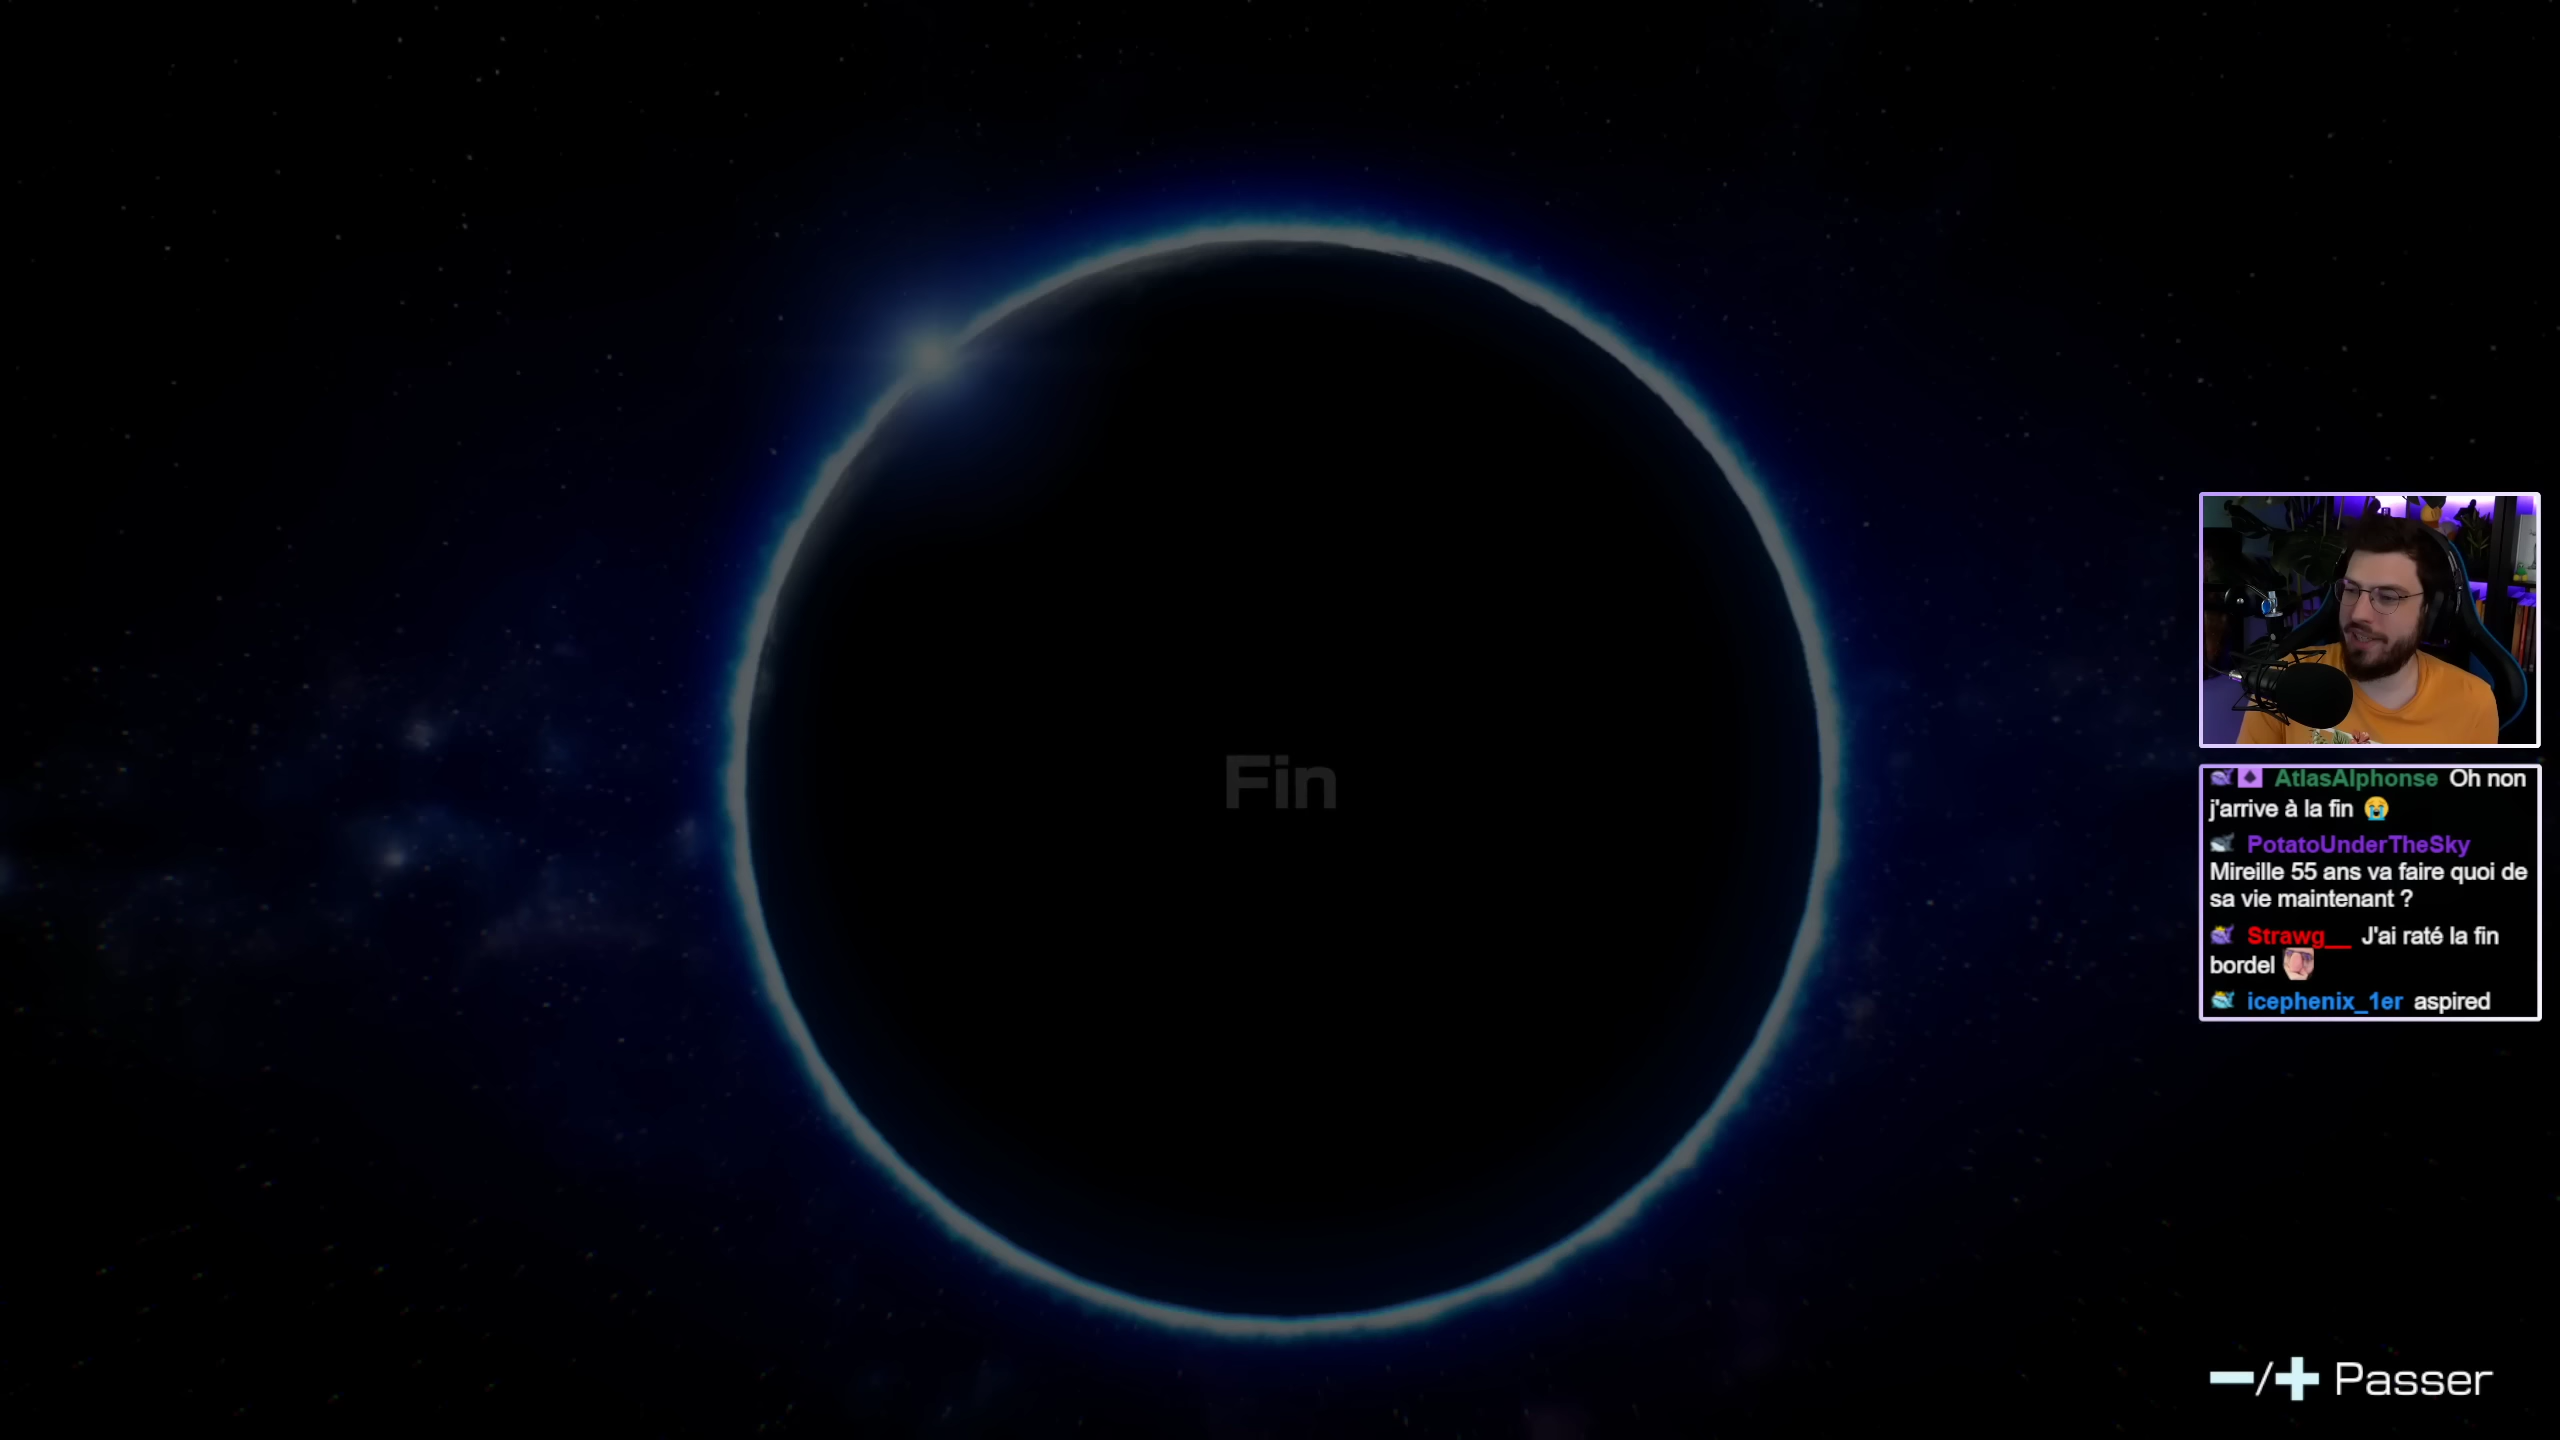 Fin
AtlasAlphonse Oh non
j'arrive à la fin 😭
PotatoUnderTheSky
Mireille 55 ans va faire quoi de
sa vie maintenant ?
Strawg__ J'ai raté la fin
bordel
icephenix_1er aspired
−/+ Passer